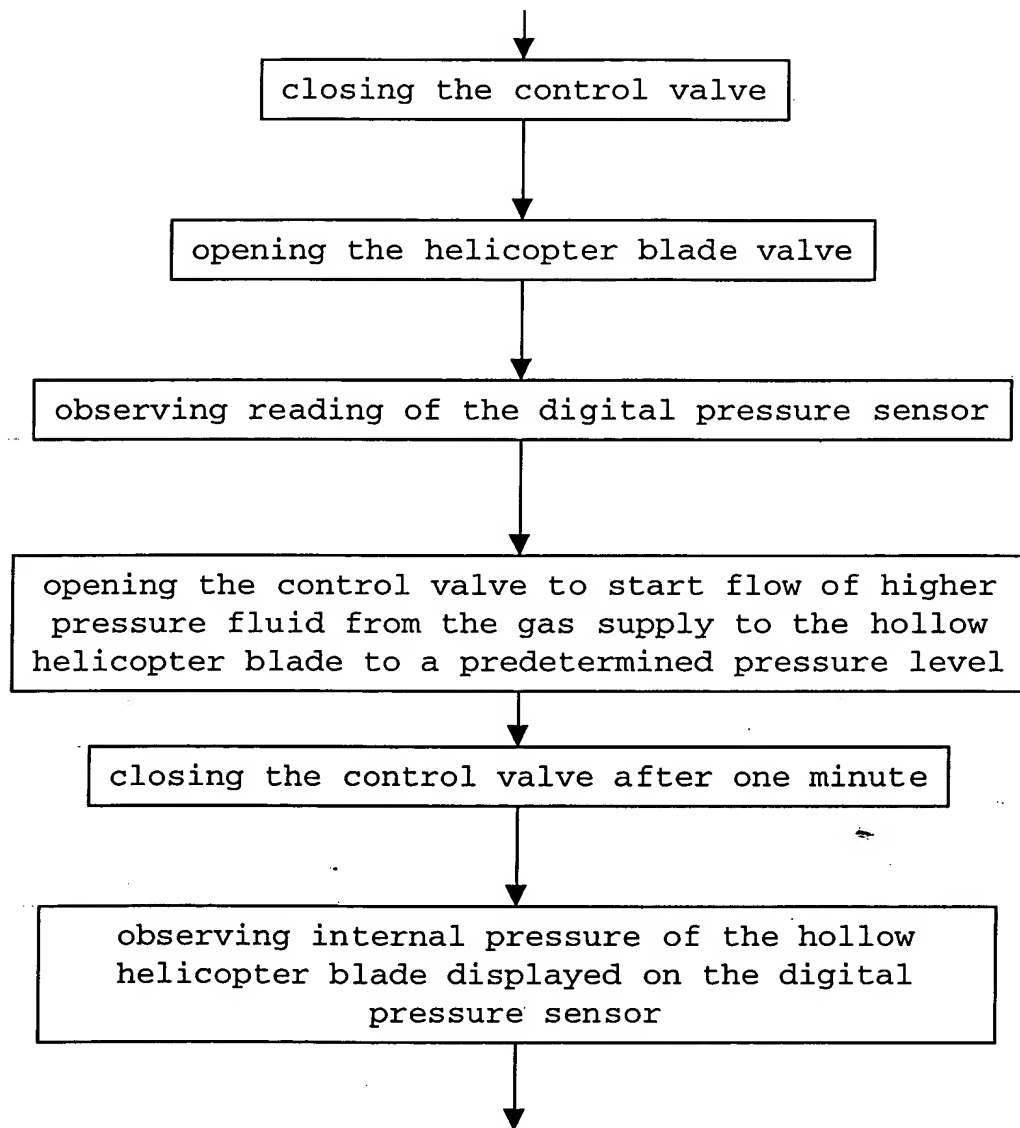 closing the control valve
opening the helicopter blade valve
observing reading of the digital pressure sensor
opening the control valve to start flow of higher
pressure fluid from the gas supply to the hollow
helicopter blade to a predetermined pressure level
closing the control valve after one minute
observing internal pressure of the hollow
helicopter blade displayed on the digital
pressure sensor